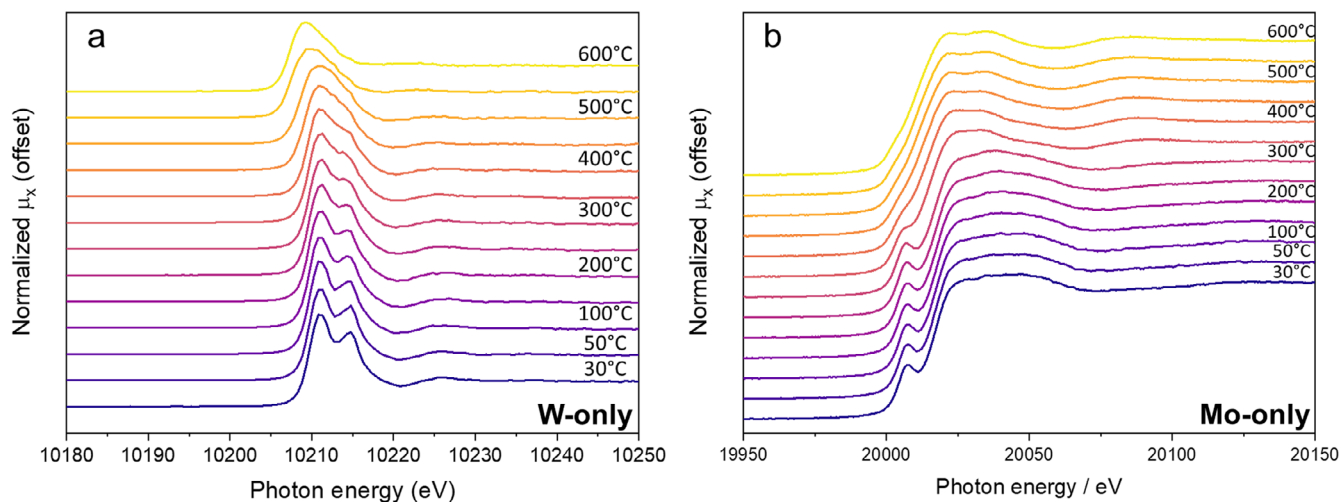 a
600°C
500°C
400°C
300°C
200°C
100°C
50°C
30°C
W-only
Normalized μₓ (offset)
10180 10190 10200 10210 10220 10230 10240 10250
Photon energy (eV)
b
600°C
500°C
400°C
300°C
200°C
100°C
50°C
30°C
Mo-only
Normalized μₓ (offset)
19950 20000 20050 20100 20150
Photon energy / eV